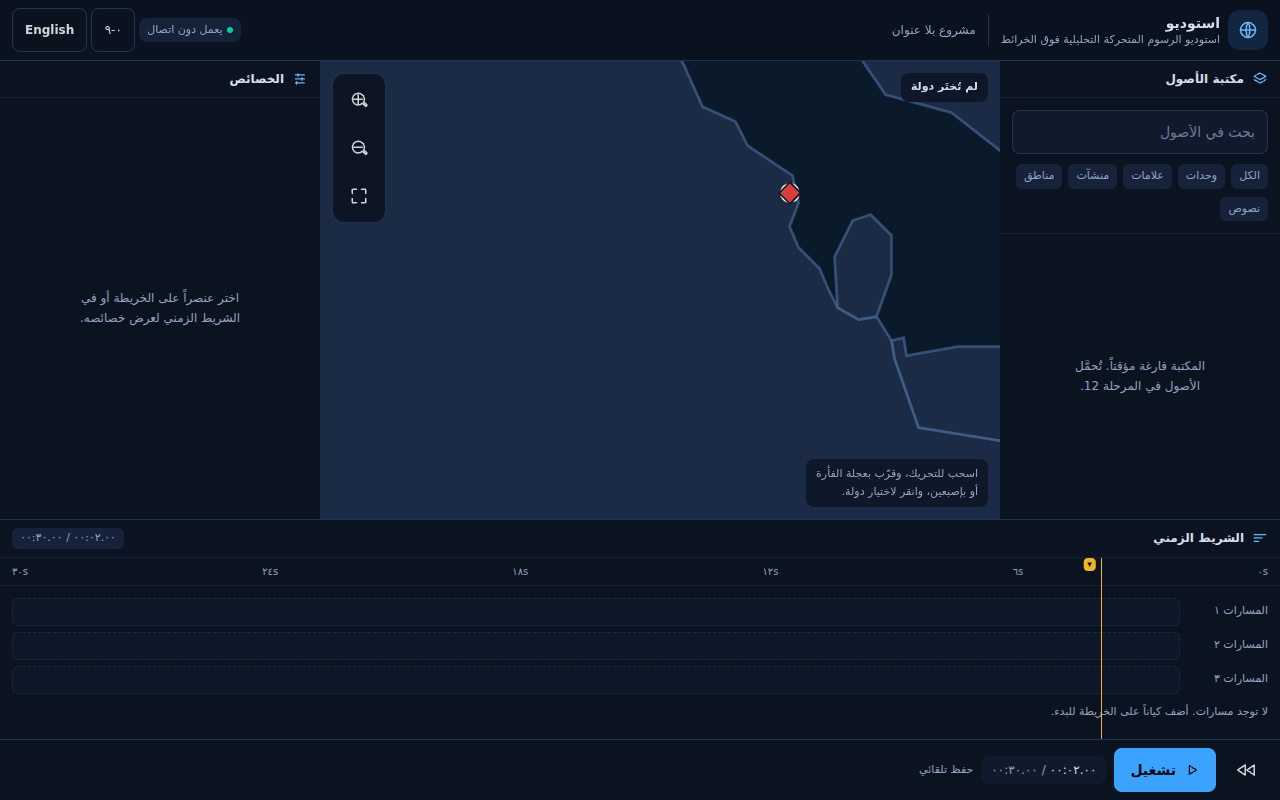 استوديو
استوديو الرسوم المتحركة التحليلية فوق الخرائط
مشروع بلا عنوان
يعمل دون اتصال
٠-٩
English
مكتبة الأصول
بحث في الأصول
الكل
وحدات
علامات
منشآت
مناطق
نصوص
المكتبة فارغة مؤقتاً. تُحمَّل
الأصول في المرحلة 12.
لم تُختَر دولة
اسحب للتحريك، وقرّب بعجلة الفأرة
أو بإصبعين، وانقر لاختيار دولة.
الخصائص
اختر عنصراً على الخريطة أو في
الشريط الزمني لعرض خصائصه.
الشريط الزمني
٠٠:٠٢.٠٠ / ٠٠:٣٠.٠٠
٠s
٦s
١٢s
١٨s
٢٤s
٣٠s
المسارات ١
المسارات ٢
المسارات ٣
لا توجد مسارات. أضف كياناً على الخريطة للبدء.
تشغيل
٠٠:٠٢.٠٠ / ٠٠:٣٠.٠٠
حفظ تلقائي